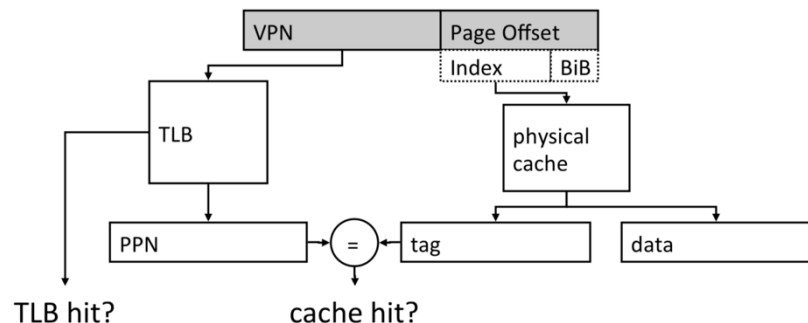 VPN
Page Offset
Index
BiB
TLB
physical
cache
PPN
=
tag
data
TLB hit?
cache hit?